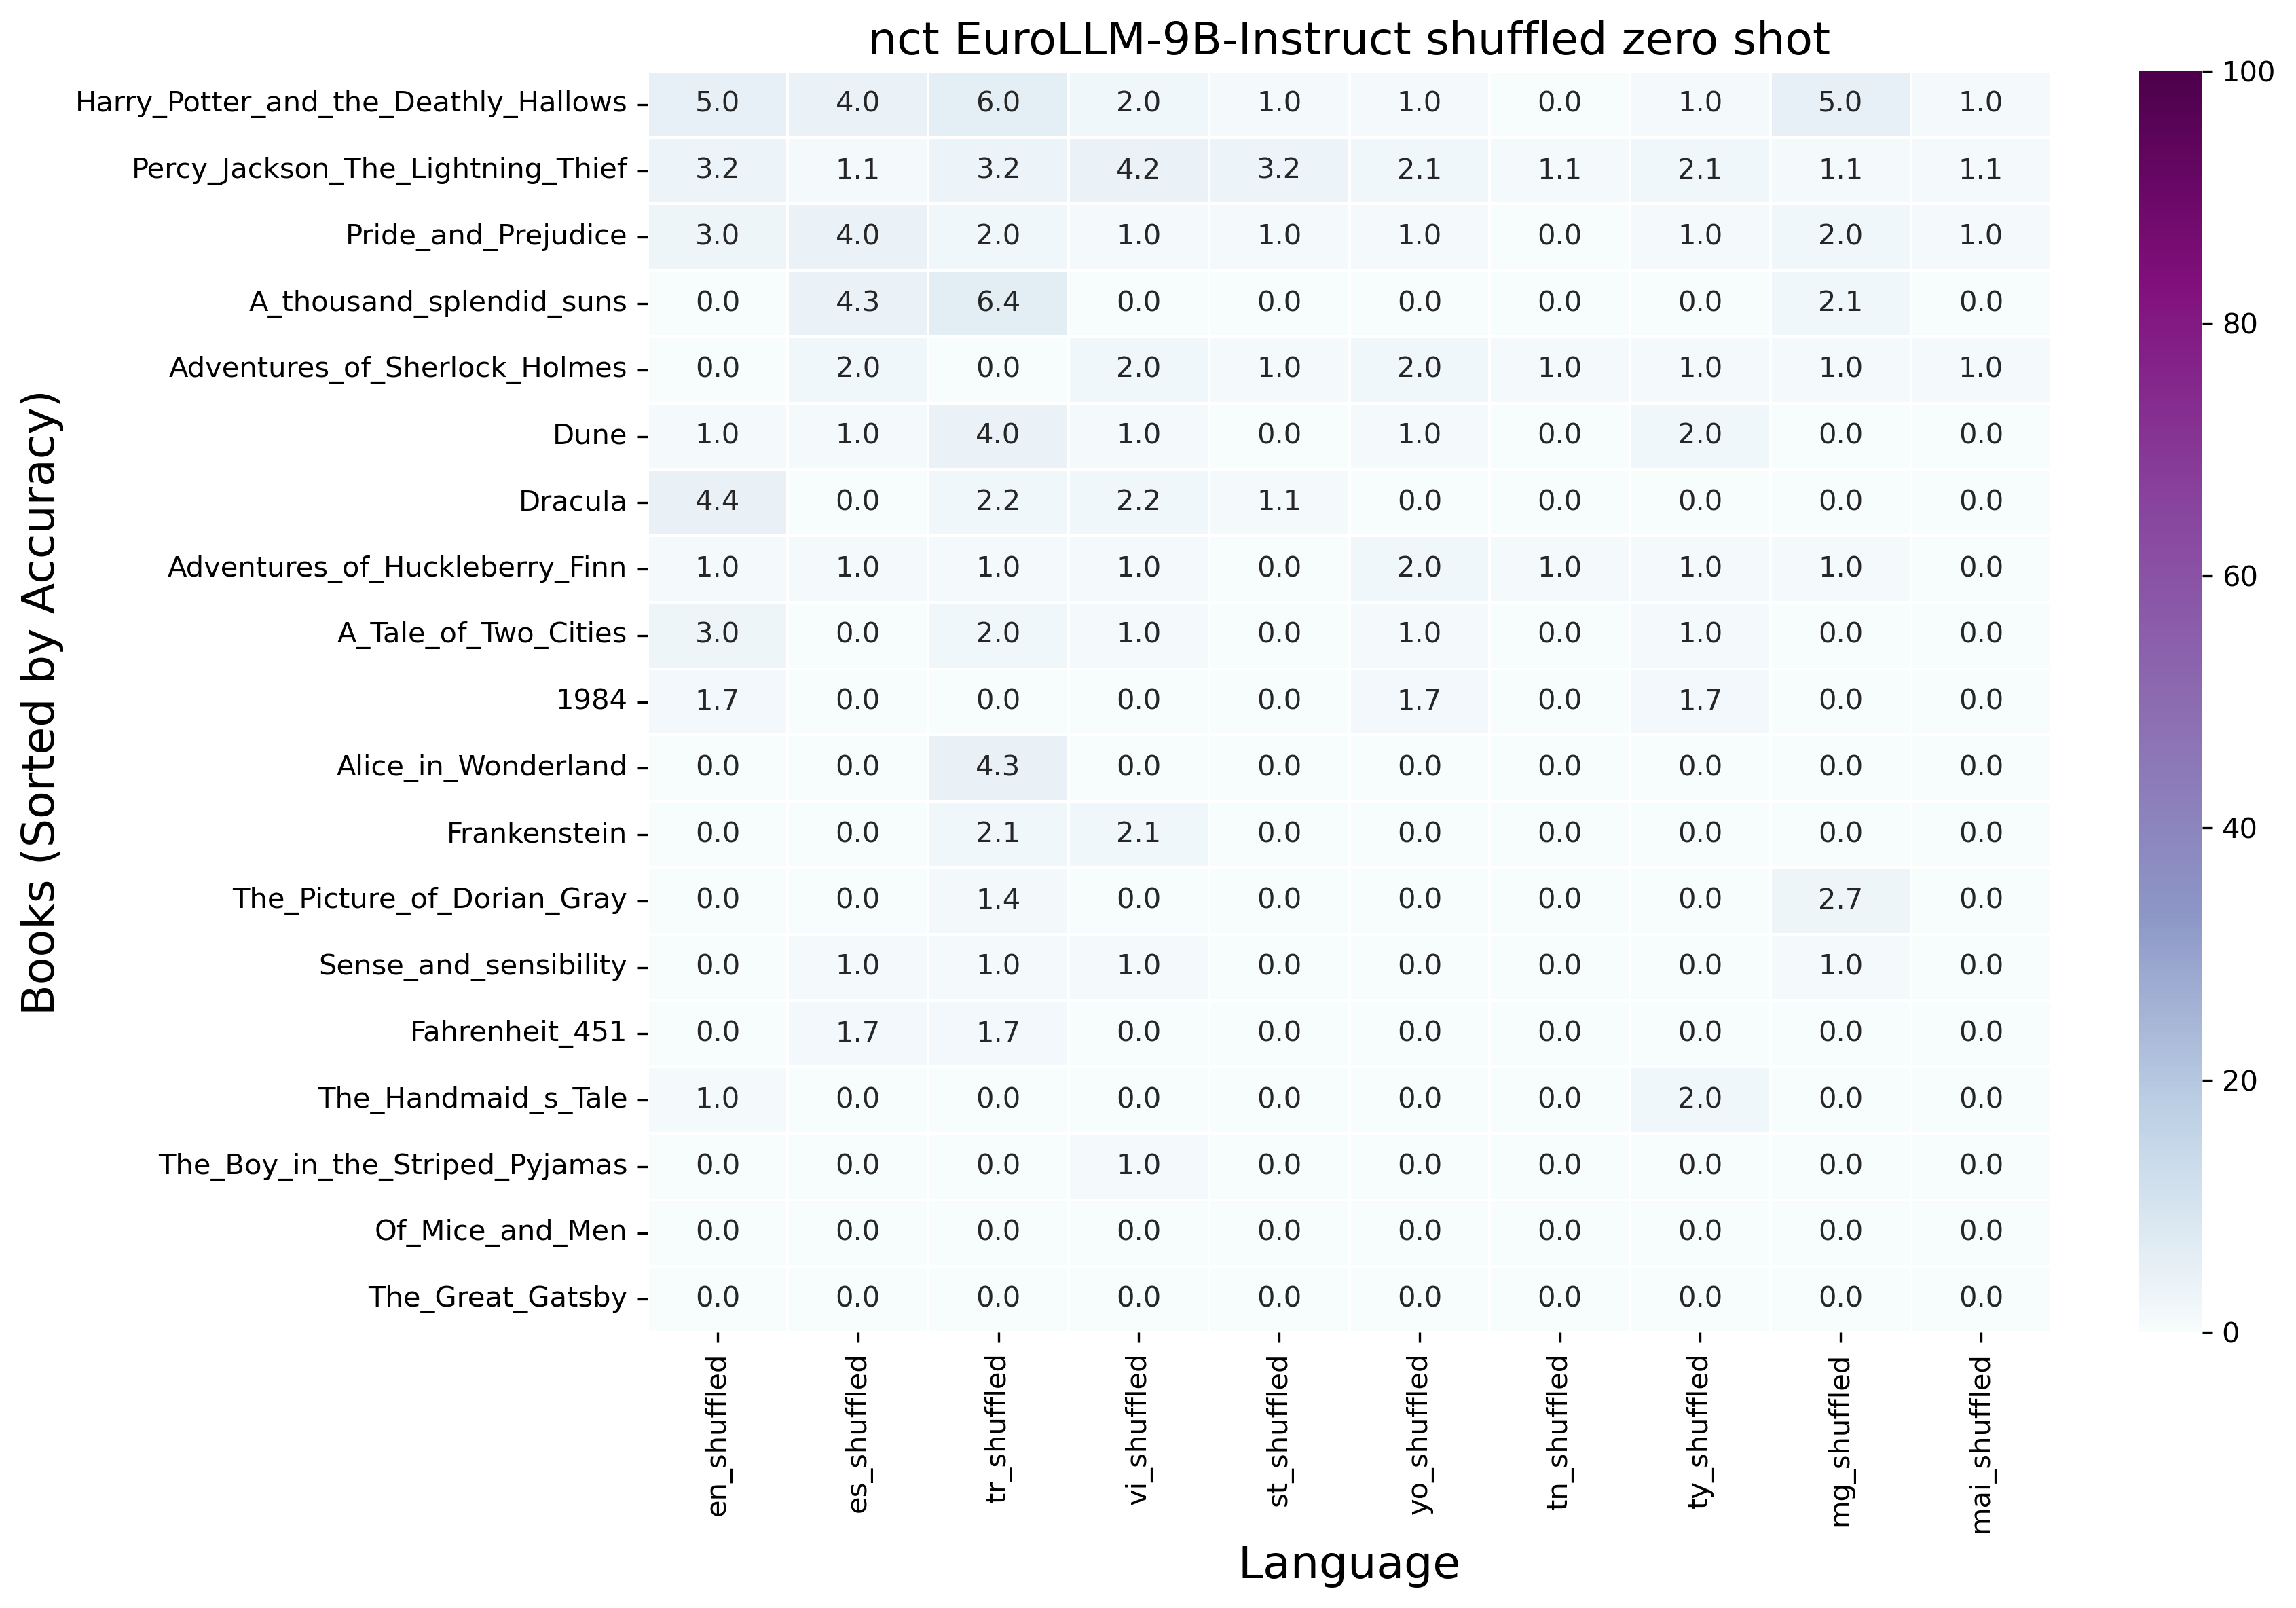 nct EuroLLM-9B-Instruct shuffled zero shot
Books (Sorted by Accuracy)
Harry_Potter_and_the_Deathly_Hallows 5.0 4.0 6.0 2.0 1.0 1.0 0.0 1.0 5.0 1.0
Percy_Jackson_The_Lightning_Thief 3.2 1.1 3.2 4.2 3.2 2.1 1.1 2.1 1.1 1.1
Pride_and_Prejudice 3.0 4.0 2.0 1.0 1.0 1.0 0.0 1.0 2.0 1.0
A_thousand_splendid_suns 0.0 4.3 6.4 0.0 0.0 0.0 0.0 0.0 2.1 0.0
Adventures_of_Sherlock_Holmes 0.0 2.0 0.0 2.0 1.0 2.0 1.0 1.0 1.0 1.0
Dune 1.0 1.0 4.0 1.0 0.0 1.0 0.0 2.0 0.0 0.0
Dracula 4.4 0.0 2.2 2.2 1.1 0.0 0.0 0.0 0.0 0.0
Adventures_of_Huckleberry_Finn 1.0 1.0 1.0 1.0 0.0 2.0 1.0 1.0 1.0 0.0
A_Tale_of_Two_Cities 3.0 0.0 2.0 1.0 0.0 1.0 0.0 1.0 0.0 0.0
1984 1.7 0.0 0.0 0.0 0.0 1.7 0.0 1.7 0.0 0.0
Alice_in_Wonderland 0.0 0.0 4.3 0.0 0.0 0.0 0.0 0.0 0.0 0.0
Frankenstein 0.0 0.0 2.1 2.1 0.0 0.0 0.0 0.0 0.0 0.0
The_Picture_of_Dorian_Gray 0.0 0.0 1.4 0.0 0.0 0.0 0.0 0.0 2.7 0.0
Sense_and_sensibility 0.0 1.0 1.0 1.0 0.0 0.0 0.0 0.0 1.0 0.0
Fahrenheit_451 0.0 1.7 1.7 0.0 0.0 0.0 0.0 0.0 0.0 0.0
The_Handmaid_s_Tale 1.0 0.0 0.0 0.0 0.0 0.0 0.0 2.0 0.0 0.0
The_Boy_in_the_Striped_Pyjamas 0.0 0.0 0.0 1.0 0.0 0.0 0.0 0.0 0.0 0.0
Of_Mice_and_Men 0.0 0.0 0.0 0.0 0.0 0.0 0.0 0.0 0.0 0.0
The_Great_Gatsby 0.0 0.0 0.0 0.0 0.0 0.0 0.0 0.0 0.0 0.0
en_shuffled es_shuffled tr_shuffled vi_shuffled st_shuffled yo_shuffled tn_shuffled ty_shuffled mg_shuffled mai_shuffled
Language
100
80
60
40
20
0